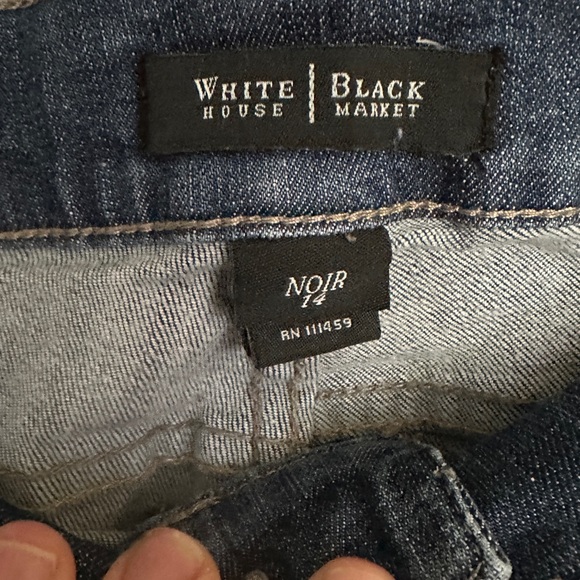 WHITE | BLACK
HOUSE | MARKET
NOIR
14
RN 111459